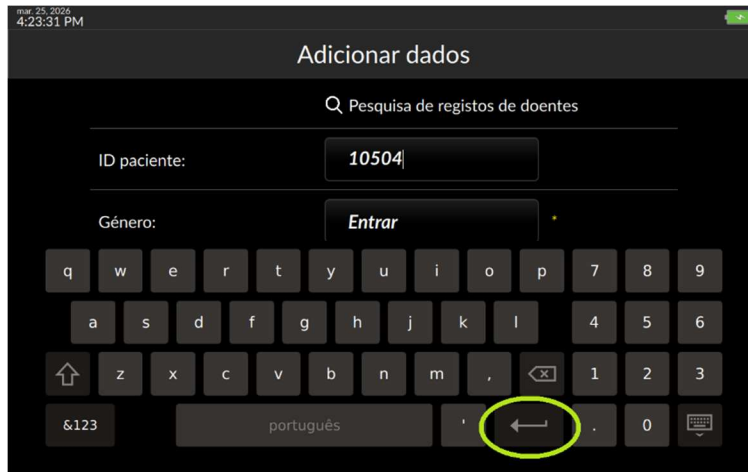 mar. 25, 2026
4:23:31 PM
Adicionar dados
Pesquisa de registos de doentes
ID paciente: 10504
Género: Entrar *
q w e r t y u i o p 7 8 9
a s d f g h j k l 4 5 6
z x c v b n m , 1 2 3
&123 português ' . 0